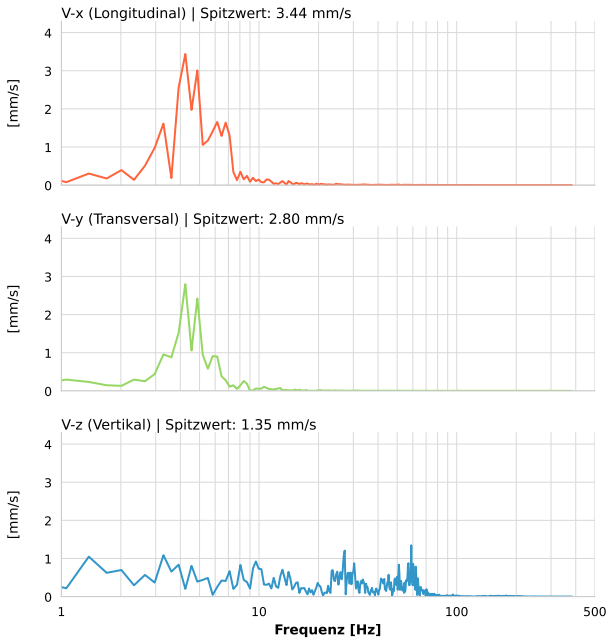 V-x (Longitudinal) | Spitzwert: 3.44 mm/s
4
3
2
1
0
[mm/s]
V-y (Transversal) | Spitzwert: 2.80 mm/s
4
3
2
1
0
[mm/s]
V-z (Vertikal) | Spitzwert: 1.35 mm/s
4
3
2
1
0
[mm/s]
1 10 100 500
Frequenz [Hz]